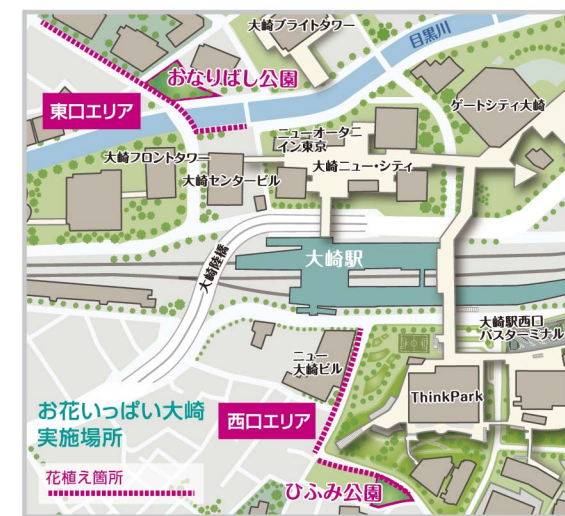 大崎ブライトタワー
目黒川
おなりばし公園
東口エリア
ゲートシティ大崎
ニューオータニ
イン東京
大崎フロントタワー
大崎ニュー・シティ
大崎センタービル
大崎陸橋
大崎駅
大崎駅西口
バスターミナル
ニュー
大崎ビル
ThinkPark
お花いっぱい大崎
実施場所
西口エリア
花植え箇所
ひふみ公園